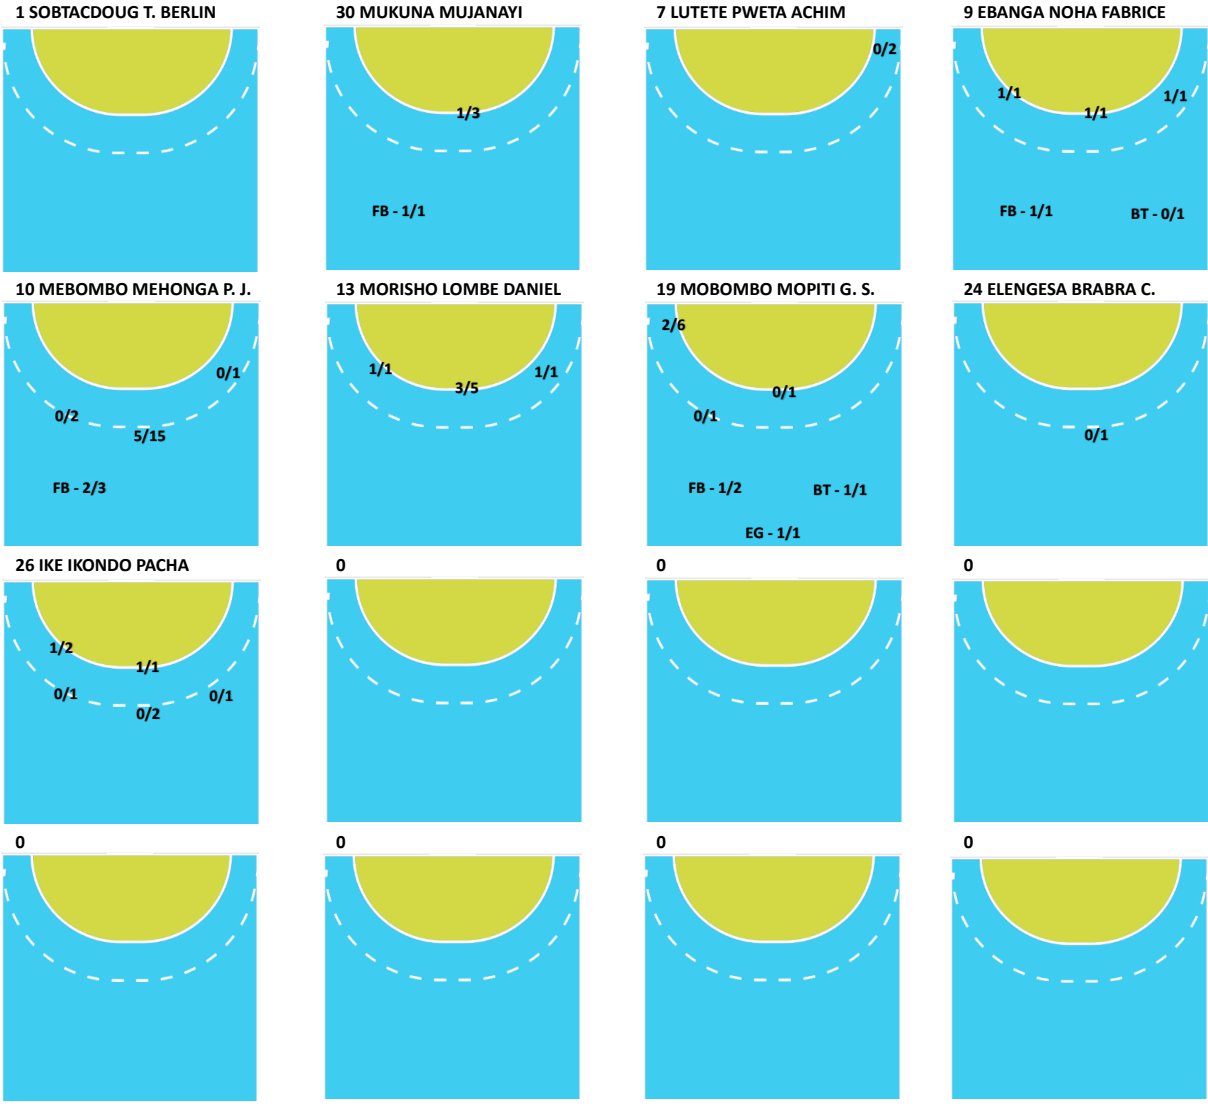 1 SOBTACDOUG T. BERLIN
30 MUKUNA MUJANAYI
1/3
FB - 1/1
7 LUTETE PWETA ACHIM
0/2
9 EBANGA NOHA FABRICE
1/1
1/1
1/1
FB - 1/1
BT - 0/1
10 MEBOMBO MEHONGA P. J.
0/1
0/2
5/15
FB - 2/3
13 MORISHO LOMBE DANIEL
1/1
1/1
3/5
19 MOBOMBO MOPITI G. S.
2/6
0/1
0/1
FB - 1/2
BT - 1/1
EG - 1/1
24 ELENGESA BRABRA C.
0/1
26 IKE IKONDO PACHA
1/2
1/1
0/1
0/1
0/2
0
0
0
0
0
0
0